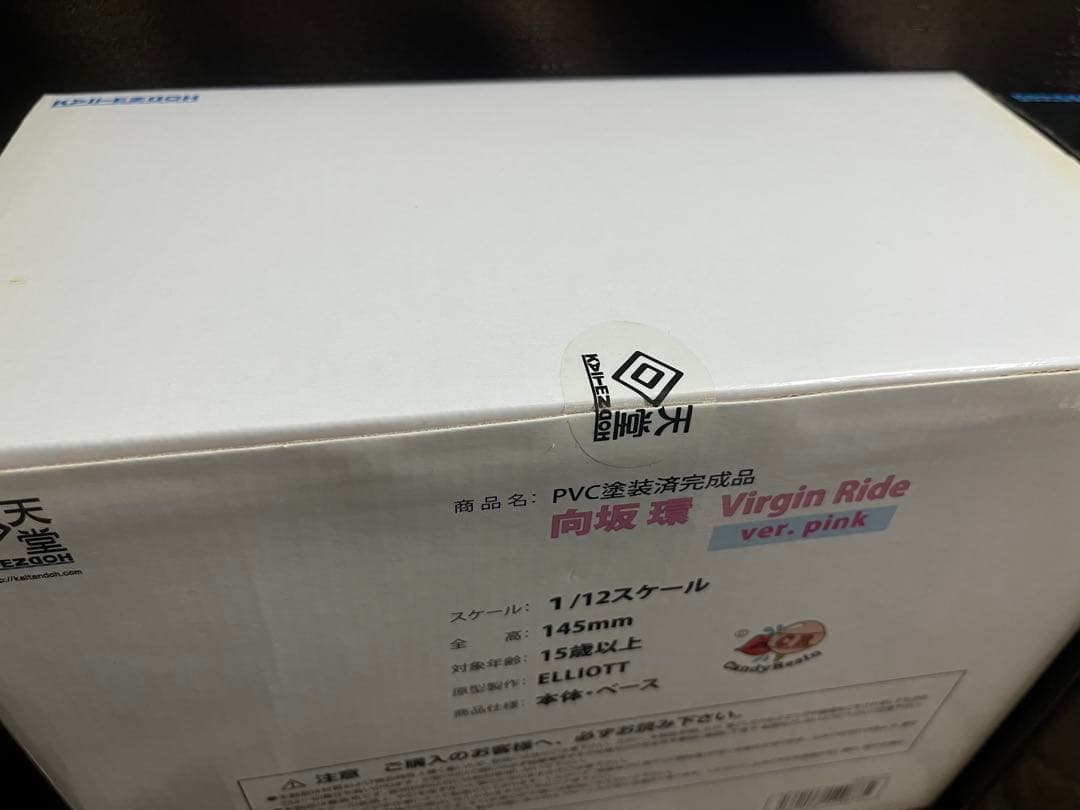 KAITENDOH
KAITENDOH
回天堂
商品名: PVC塗装済完成品
向坂 環 Virgin Ride
ver. pink
天
堂
http://kaitendoh.com
スケール: 1/12スケール
全 高: 145mm
対象年齢: 15歳以上
原型製作: ELLIOTT
商品仕様: 本体・ベース
© CandyBeans
注意 ご購入のお客様へ、必ずお読み下さい。